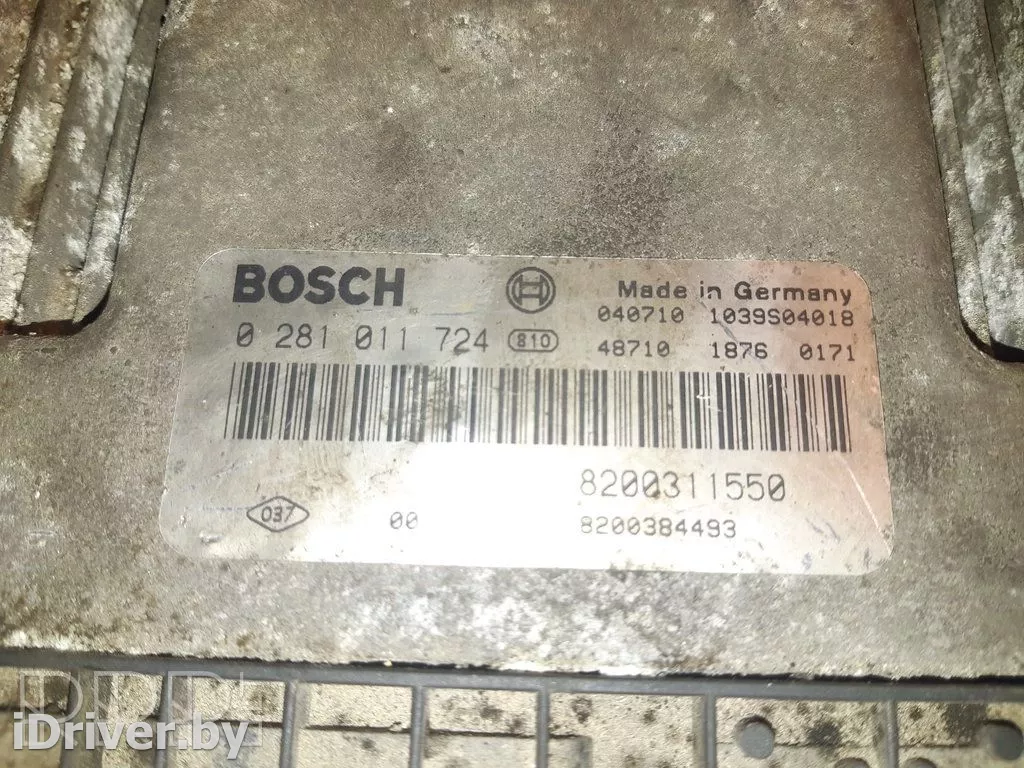 BOSCH
Made in Germany
040710 1039S04018
0 281 011 724 810
48710 1876 0171
8200311550
037 00 8200384493
iDriver.by